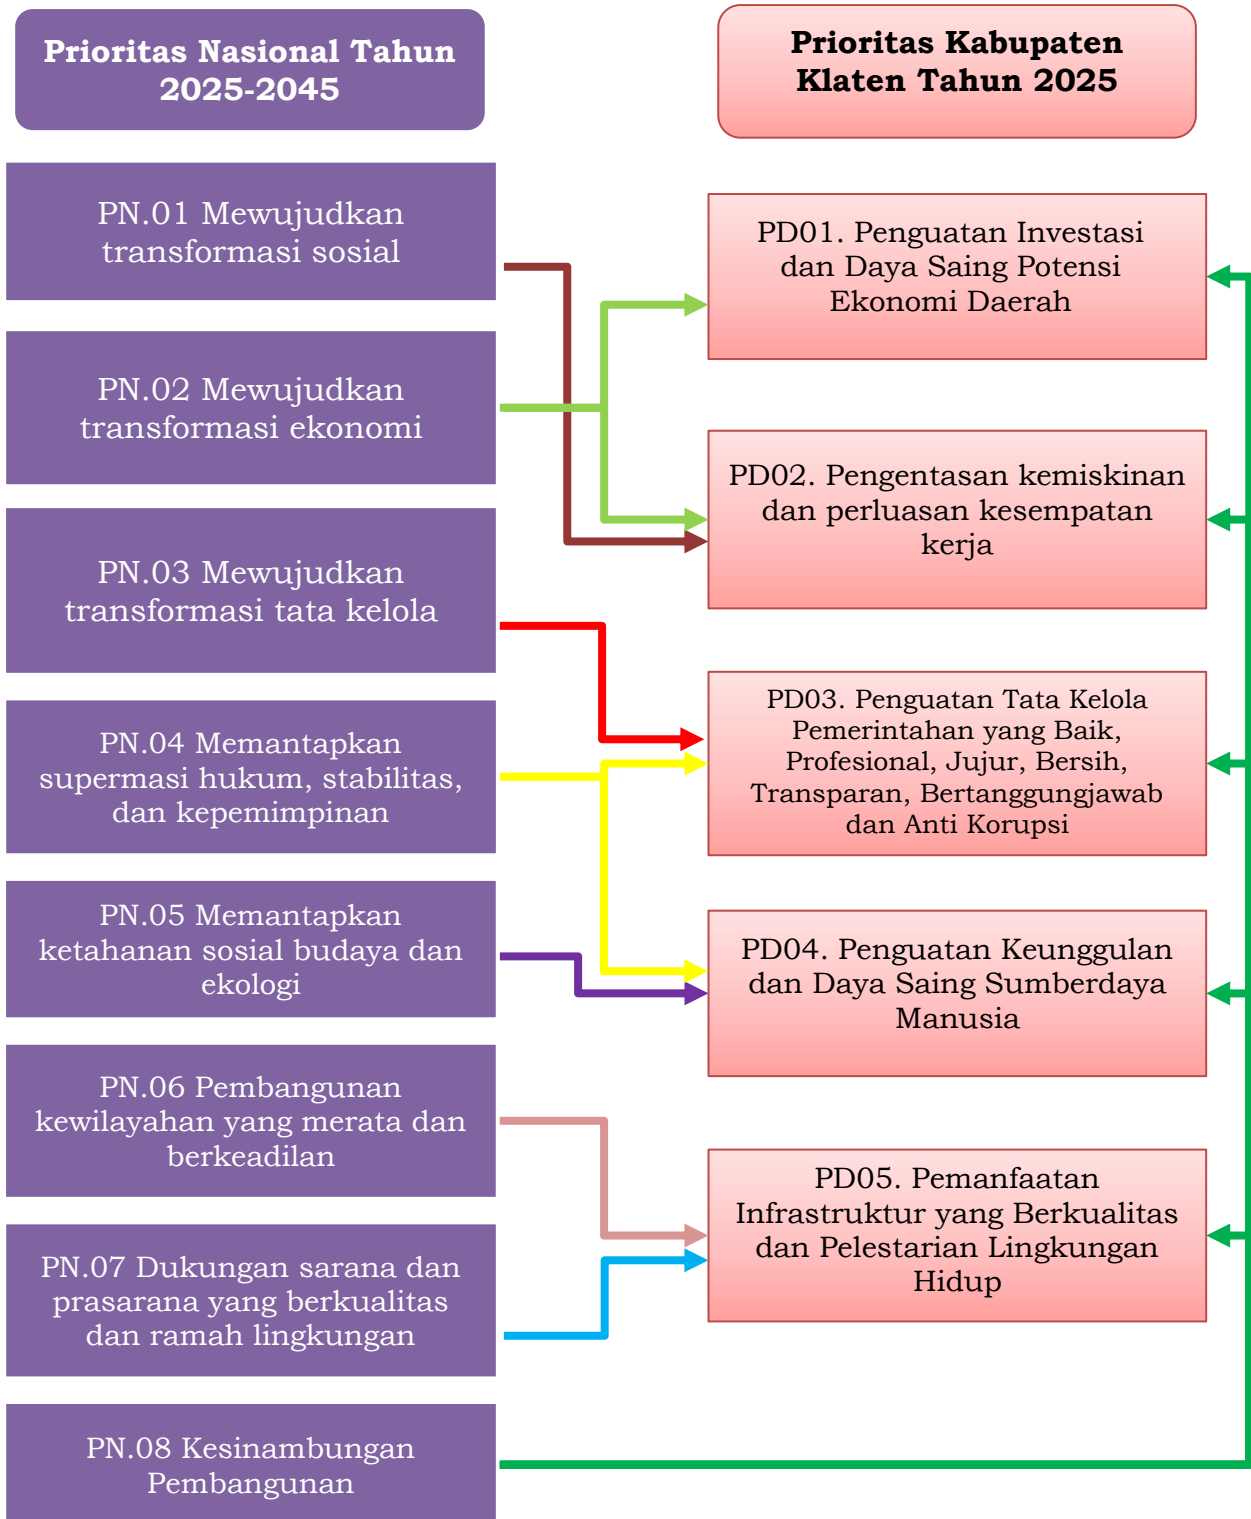 Prioritas Nasional Tahun
2025-2045
PN.01 Mewujudkan
transformasi sosial
PN.02 Mewujudkan
transformasi ekonomi
PN.03 Mewujudkan
transformasi tata kelola
PN.04 Memantapkan
supermasi hukum, stabilitas,
dan kepemimpinan
PN.05 Memantapkan
ketahanan sosial budaya dan
ekologi
PN.06 Pembangunan
kewilayahan yang merata dan
berkeadilan
PN.07 Dukungan sarana dan
prasarana yang berkualitas
dan ramah lingkungan
PN.08 Kesinambungan
Pembangunan
Prioritas Kabupaten
Klaten Tahun 2025
PD01. Penguatan Investasi
dan Daya Saing Potensi
Ekonomi Daerah
PD02. Pengentasan kemiskinan
dan perluasan kesempatan
kerja
PD03. Penguatan Tata Kelola
Pemerintahan yang Baik,
Profesional, Jujur, Bersih,
Transparan, Bertanggungjawab
dan Anti Korupsi
PD04. Penguatan Keunggulan
dan Daya Saing Sumberdaya
Manusia
PD05. Pemanfaatan
Infrastruktur yang Berkualitas
dan Pelestarian Lingkungan
Hidup